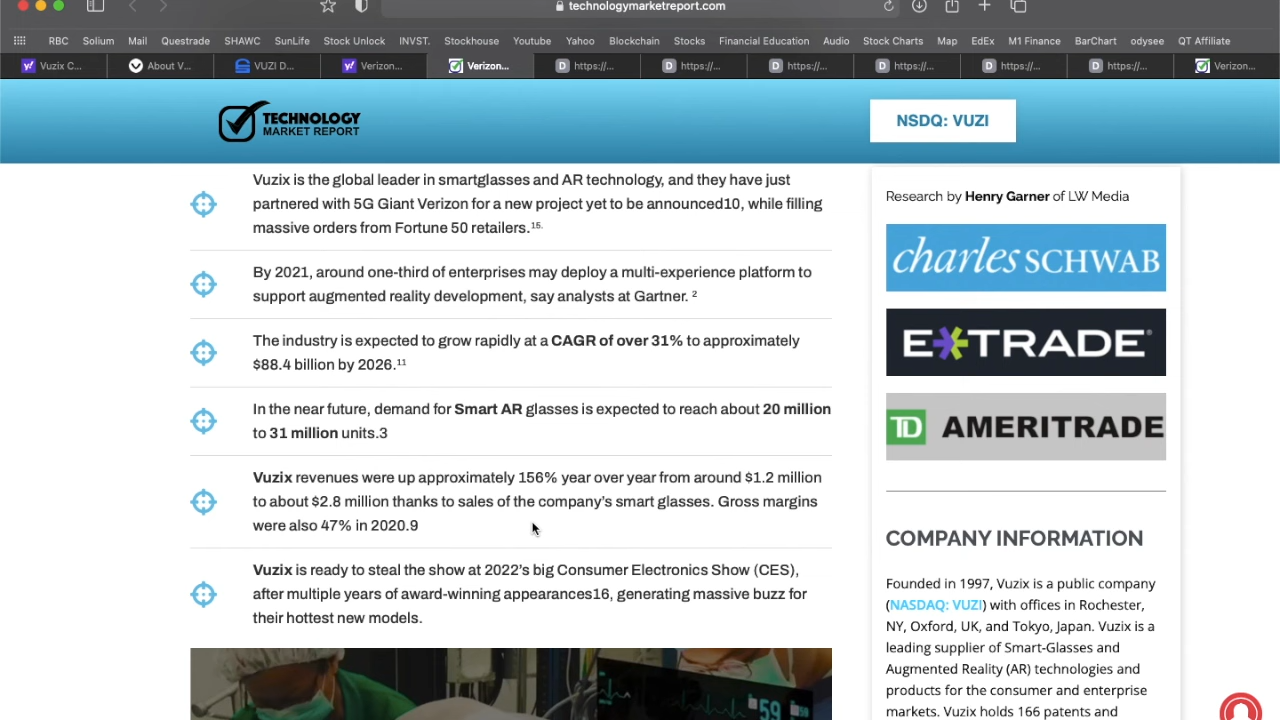 technologymarketreport.com
RBC Solium Mail Questrade SHAWC SunLife Stock Unlock INVST. Stockhouse Youtube Yahoo Blockchain Stocks Financial Education Audio Stock Charts Map EdEx M1 Finance BarChart odysee QT Affiliate
Vuzix C... About V... VUZI D... Verizon... Verizon... https://... https://... https://... https://... https://... https://... Verizon...
TECHNOLOGY
MARKET REPORT
NSDQ: VUZI
Vuzix is the global leader in smartglasses and AR technology, and they have just
partnered with 5G Giant Verizon for a new project yet to be announced10, while filling
massive orders from Fortune 50 retailers.¹⁵·
By 2021, around one-third of enterprises may deploy a multi-experience platform to
support augmented reality development, say analysts at Gartner. ²
The industry is expected to grow rapidly at a CAGR of over 31% to approximately
$88.4 billion by 2026.¹¹
In the near future, demand for Smart AR glasses is expected to reach about 20 million
to 31 million units.3
Vuzix revenues were up approximately 156% year over year from around $1.2 million
to about $2.8 million thanks to sales of the company's smart glasses. Gross margins
were also 47% in 2020.9
Vuzix is ready to steal the show at 2022's big Consumer Electronics Show (CES),
after multiple years of award-winning appearances16, generating massive buzz for
their hottest new models.
59
Research by Henry Garner of LW Media
charles SCHWAB
E*TRADE
TD AMERITRADE
COMPANY INFORMATION
Founded in 1997, Vuzix is a public company
(NASDAQ: VUZI) with offices in Rochester,
NY, Oxford, UK, and Tokyo, Japan. Vuzix is a
leading supplier of Smart-Glasses and
Augmented Reality (AR) technologies and
products for the consumer and enterprise
markets. Vuzix holds 166 patents and